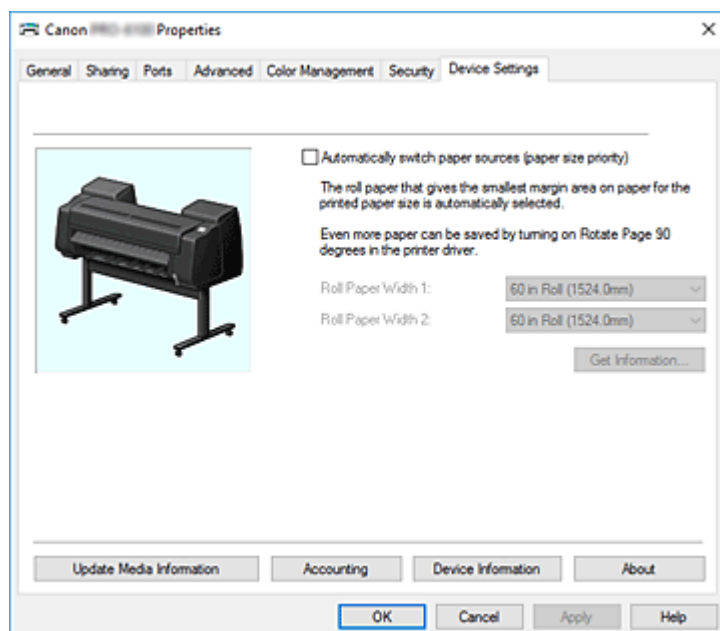 Canon Properties
General Sharing Ports Advanced Color Management Security Device Settings
Automatically switch paper sources (paper size priority)
The roll paper that gives the smallest margin area on paper for the
printed paper size is automatically selected.
Even more paper can be saved by turning on Rotate Page 90
degrees in the printer driver.
Roll Paper Width 1: 60 in Roll (1524.0mm)
Roll Paper Width 2: 60 in Roll (1524.0mm)
Get Information...
Update Media Information Accounting Device Information About
OK Cancel Apply Help